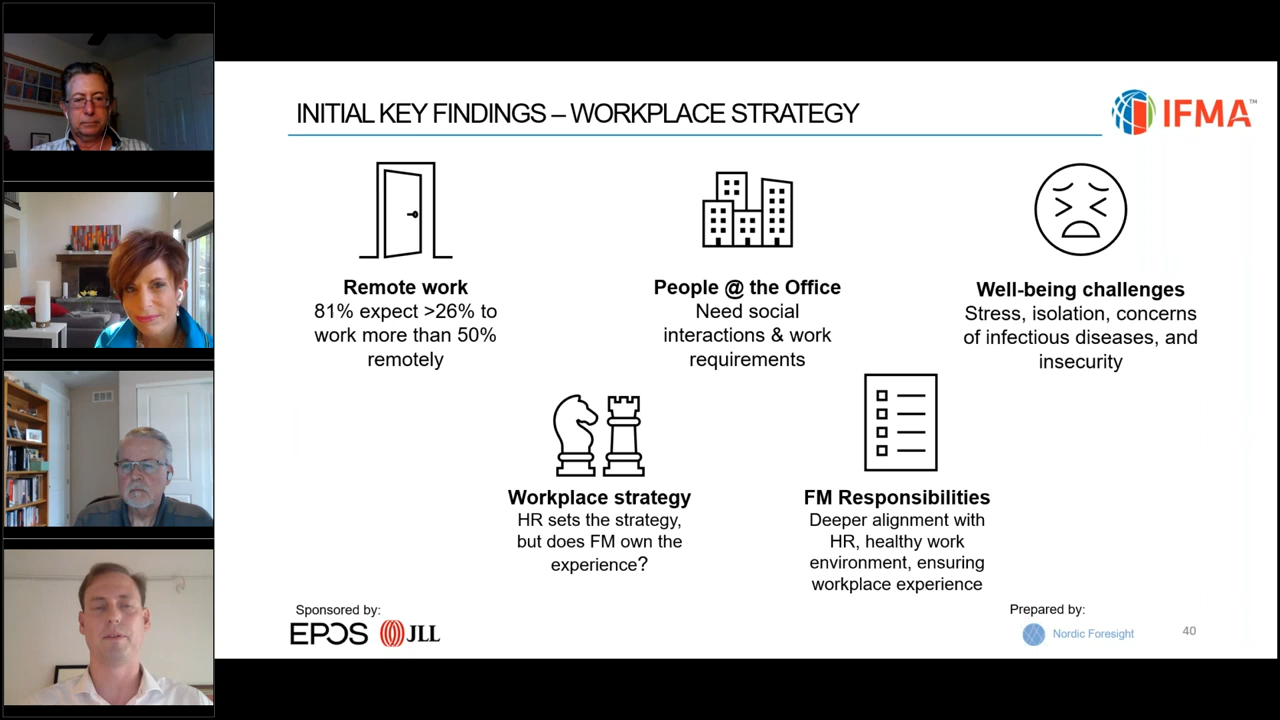 INITIAL KEY FINDINGS – WORKPLACE STRATEGY
IFMA™
Remote work
81% expect >26% to
work more than 50%
remotely
People @ the Office
Need social
interactions & work
requirements
Well-being challenges
Stress, isolation, concerns
of infectious diseases, and
insecurity
Workplace strategy
HR sets the strategy,
but does FM own the
experience?
FM Responsibilities
Deeper alignment with
HR, healthy work
environment, ensuring
workplace experience
Sponsored by:
EPOS JLL
Prepared by:
Nordic Foresight
40